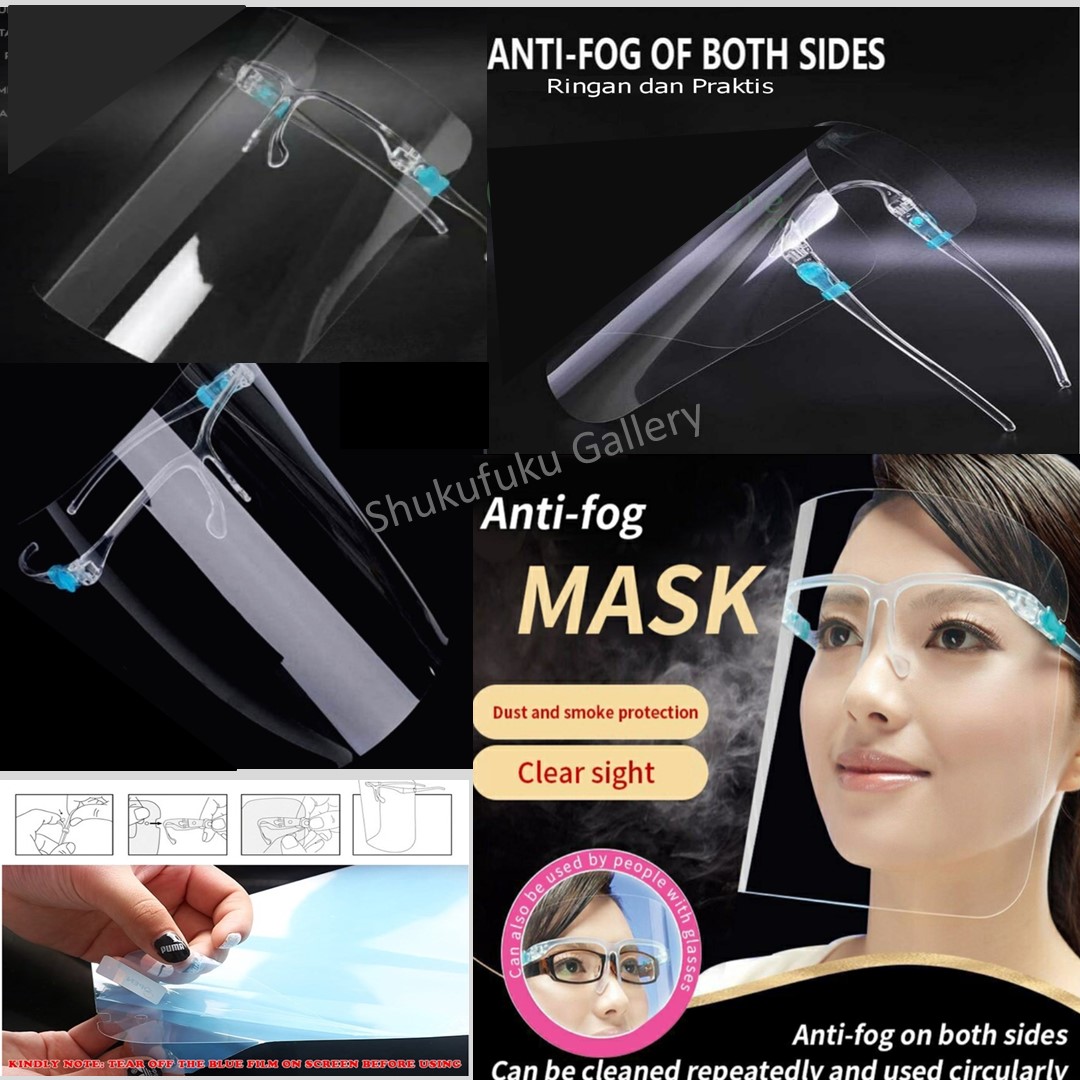 ANTI-FOG OF BOTH SIDES
Ringan dan Praktis
Shukufuku Gallery
Anti-fog
MASK
Dust and smoke protection
Clear sight
Can also be used by people with glasses
PUMA
KINDLY NOTE: TEAR OFF THE BLUE FILM ON SCREEN BEFORE USING
Anti-fog on both sides
Can be cleaned repeatedly and used circularly